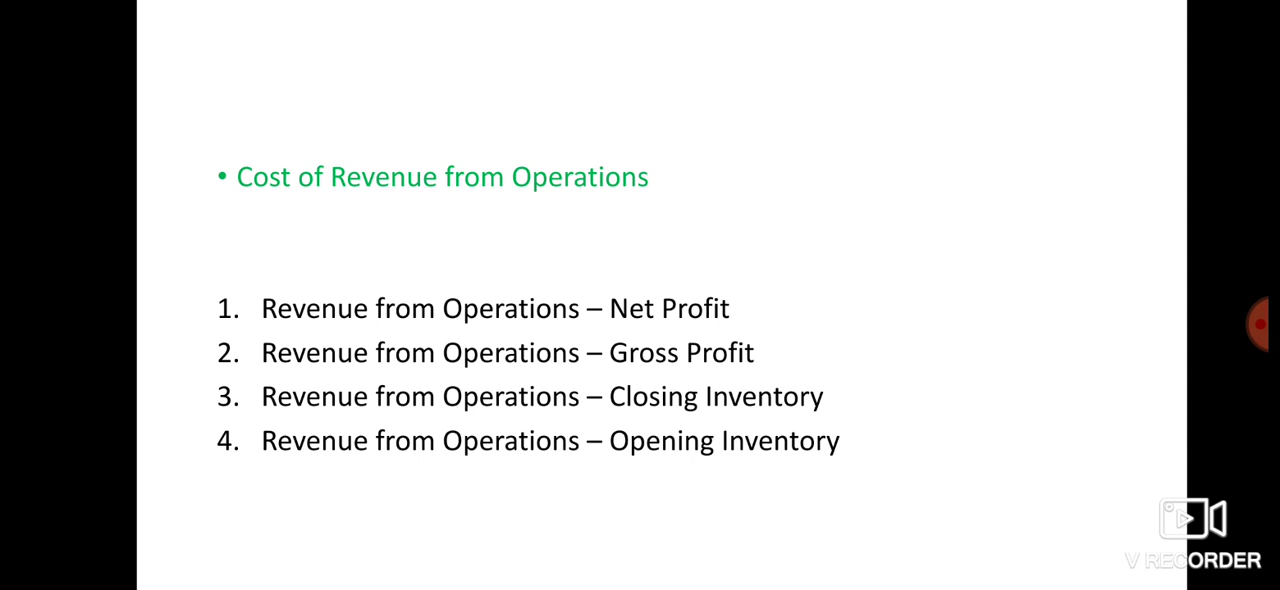 • Cost of Revenue from Operations
1. Revenue from Operations – Net Profit
2. Revenue from Operations – Gross Profit
3. Revenue from Operations – Closing Inventory
4. Revenue from Operations – Opening Inventory
V RECORDER